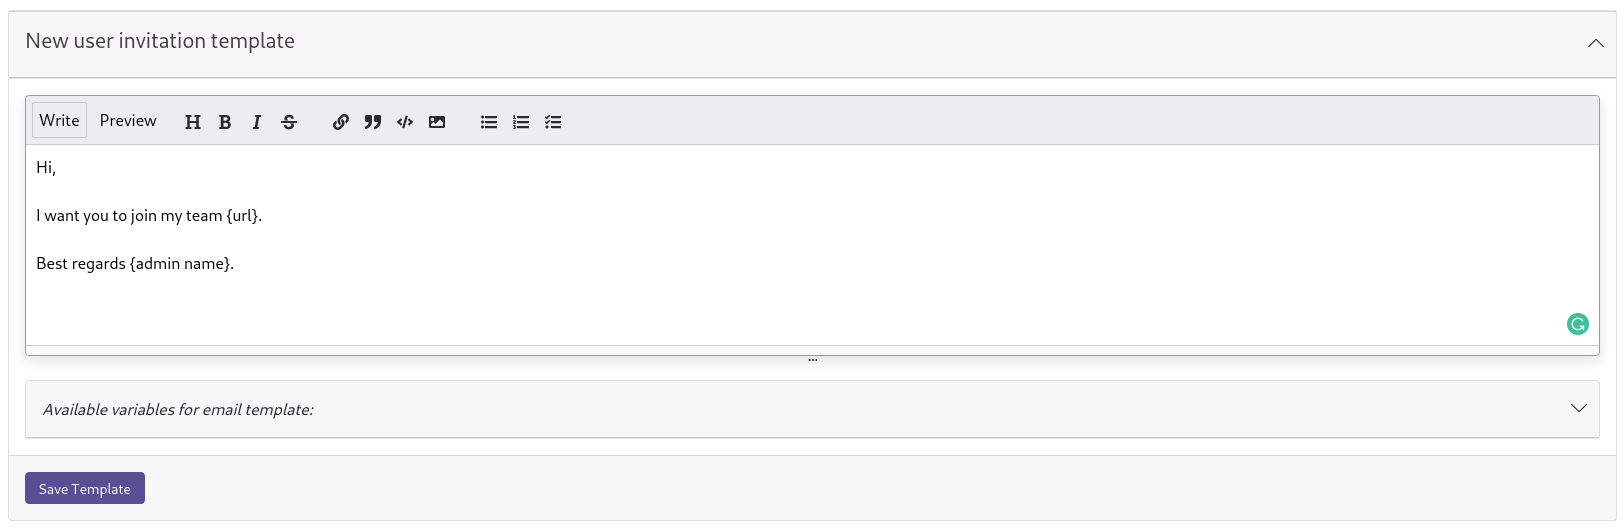 New user invitation template
Write Preview
Hi,
I want you to join my team {url}.
Best regards {admin name}.
Available variables for email template:
Save Template